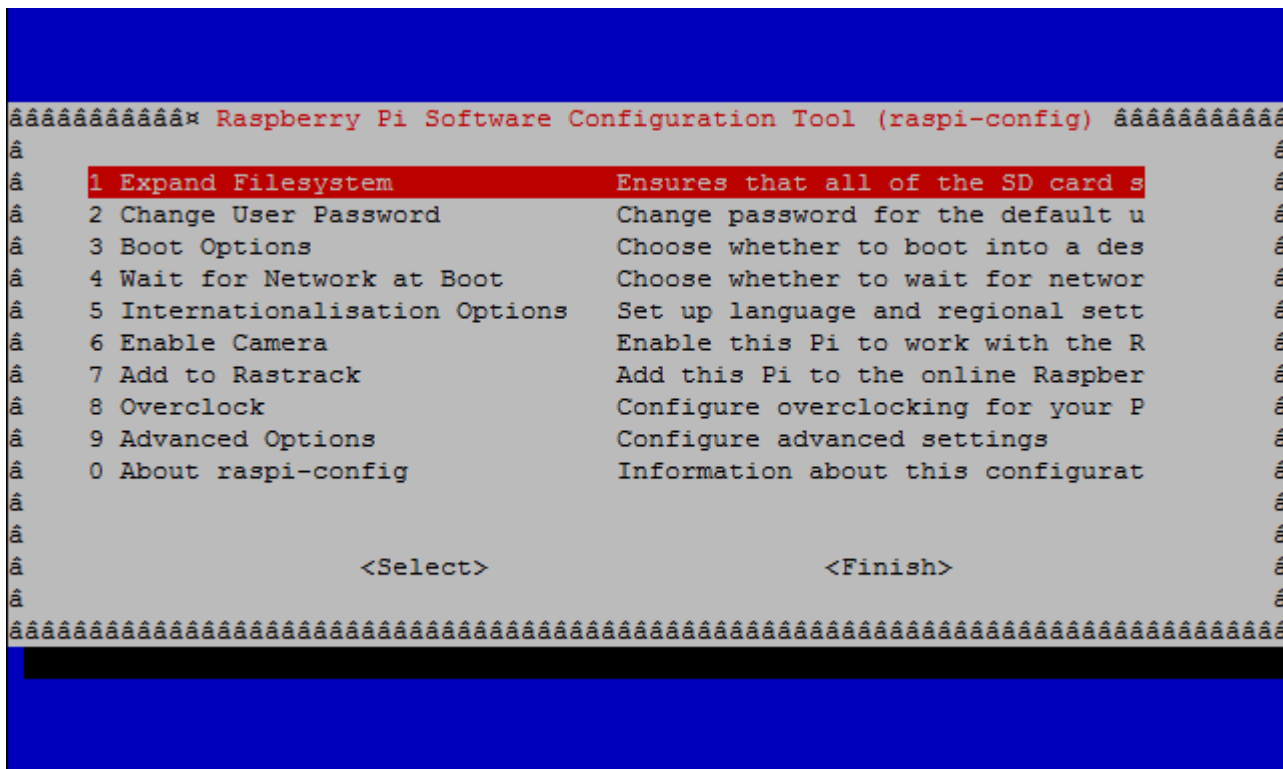 âââââââââââ¤ Raspberry Pi Software Configuration Tool (raspi-config) âââââââââââ
â â
â 1 Expand Filesystem Ensures that all of the SD card s â
â 2 Change User Password Change password for the default u â
â 3 Boot Options Choose whether to boot into a des â
â 4 Wait for Network at Boot Choose whether to wait for networ â
â 5 Internationalisation Options Set up language and regional sett â
â 6 Enable Camera Enable this Pi to work with the R â
â 7 Add to Rastrack Add this Pi to the online Raspber â
â 8 Overclock Configure overclocking for your P â
â 9 Advanced Options Configure advanced settings â
â 0 About raspi-config Information about this configurat â
â â
â â
â <Select> <Finish> â
â â
ââââââââââââââââââââââââââââââââââââââââââââââââââââââââââââââââââââââââââââââââ